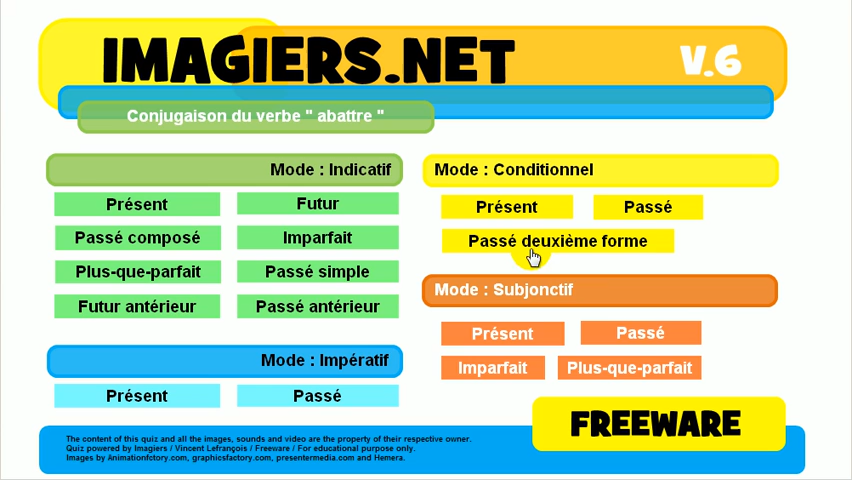 IMAGIERS.NET
V.6
Conjugaison du verbe " abattre "
Mode : Indicatif
Présent
Futur
Passé composé
Imparfait
Plus-que-parfait
Passé simple
Futur antérieur
Passé antérieur
Mode : Impératif
Présent
Passé
Mode : Conditionnel
Présent
Passé
Passé deuxième forme
Mode : Subjonctif
Présent
Passé
Imparfait
Plus-que-parfait
FREEWARE
The content of this quiz and all the images, sounds and video are the property of their respective owner.
Quiz powered by Imagiers / Vincent Lefrançois / Freeware / For educational purpose only.
Images by Animationfctory.com, graphicsfactory.com, presentermedia.com and Hemera.